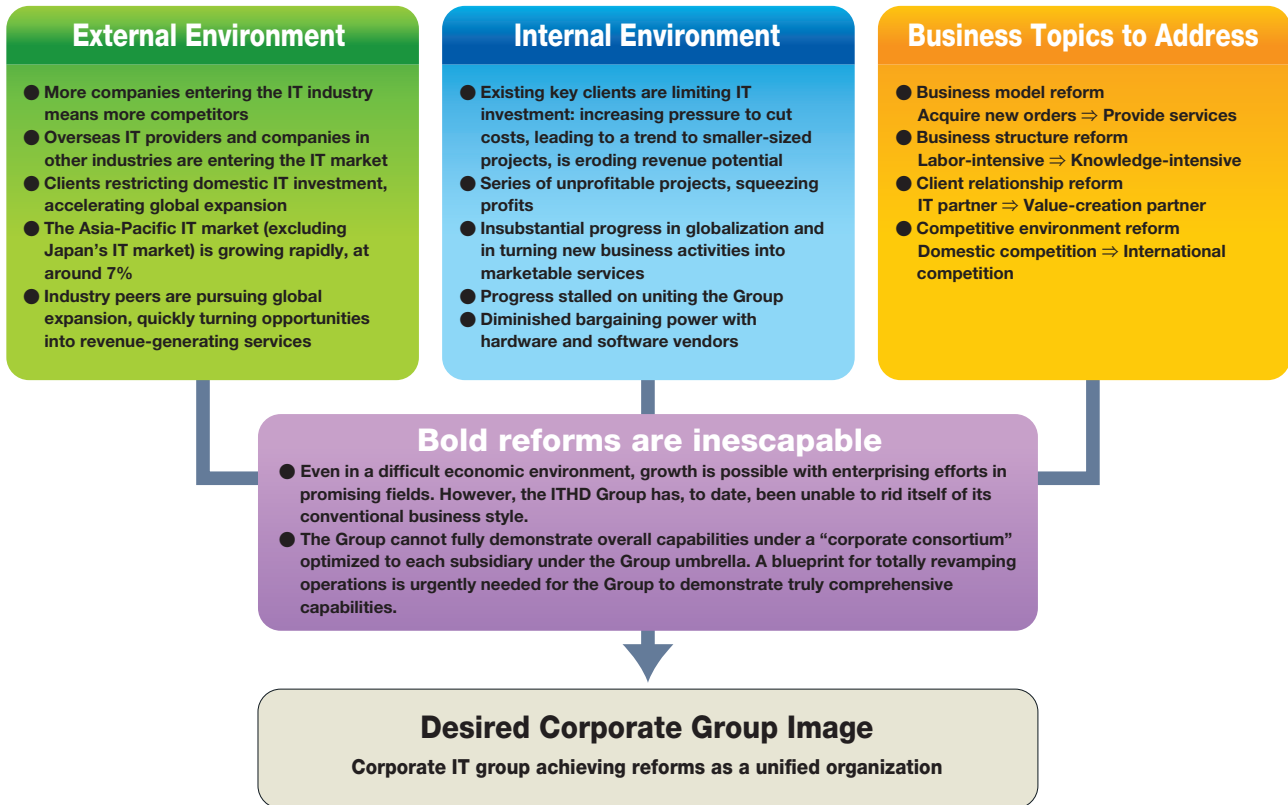 External Environment
● More companies entering the IT industry
means more competitors
● Overseas IT providers and companies in
other industries are entering the IT market
● Clients restricting domestic IT investment,
accelerating global expansion
● The Asia-Pacific IT market (excluding
Japan’s IT market) is growing rapidly, at
around 7%
● Industry peers are pursuing global
expansion, quickly turning opportunities
into revenue-generating services
Internal Environment
● Existing key clients are limiting IT
investment: increasing pressure to cut
costs, leading to a trend to smaller-sized
projects, is eroding revenue potential
● Series of unprofitable projects, squeezing
profits
● Insubstantial progress in globalization and
in turning new business activities into
marketable services
● Progress stalled on uniting the Group
● Diminished bargaining power with
hardware and software vendors
Business Topics to Address
● Business model reform
Acquire new orders ⇒ Provide services
● Business structure reform
Labor-intensive ⇒ Knowledge-intensive
● Client relationship reform
IT partner ⇒ Value-creation partner
● Competitive environment reform
Domestic competition ⇒ International
competition
Bold reforms are inescapable
● Even in a difficult economic environment, growth is possible with enterprising efforts in
promising fields. However, the ITHD Group has, to date, been unable to rid itself of its
conventional business style.
● The Group cannot fully demonstrate overall capabilities under a “corporate consortium”
optimized to each subsidiary under the Group umbrella. A blueprint for totally revamping
operations is urgently needed for the Group to demonstrate truly comprehensive
capabilities.
Desired Corporate Group Image
Corporate IT group achieving reforms as a unified organization